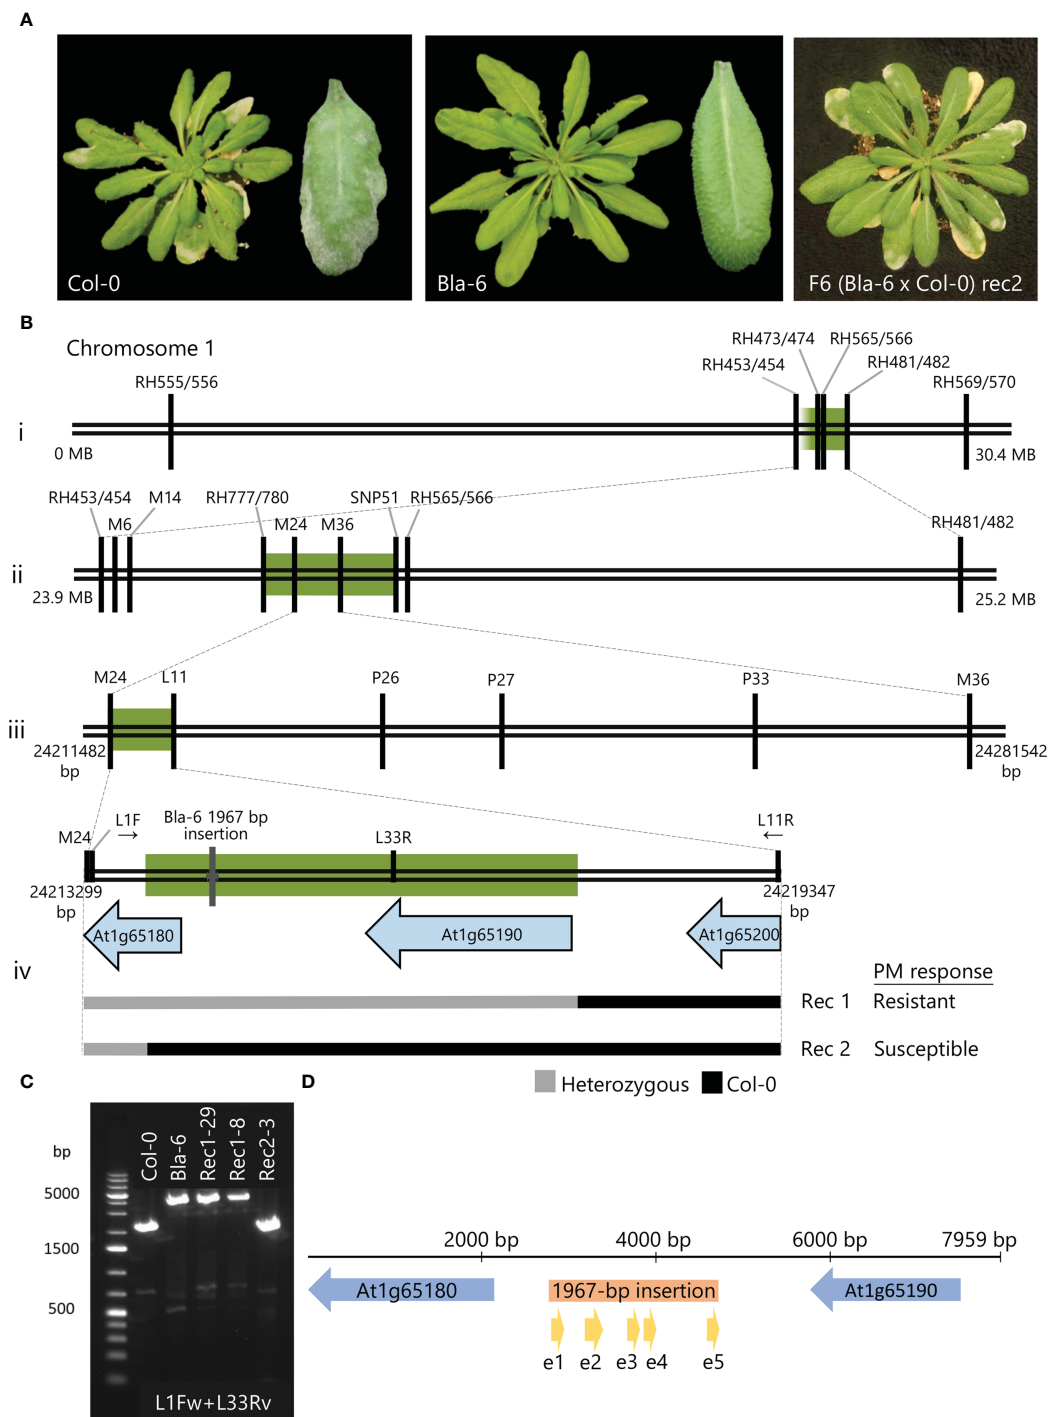 A
Col-0
Bla-6
F6 (Bla-6 x Col-0) rec2
B
Chromosome 1
RH473/474
RH565/566
RH453/454
RH481/482
RH555/556
RH569/570
i
0 MB
30.4 MB
RH453/454
M14
RH777/780
SNP51
RH565/566
M6
M24
M36
RH481/482
ii
23.9 MB
25.2 MB
M24
L11
P26
P27
P33
M36
iii
24211482
bp
24281542
bp
Bla-6 1967 bp
insertion
L1F
M24
L33R
L11R
24213299
bp
24219347
bp
At1g65180
At1g65190
At1g65200
iv
PM response
Rec 1 Resistant
Rec 2 Susceptible
Heterozygous Col-0
C
bp
Col-0
Bla-6
Rec1-29
Rec1-8
Rec2-3
5000
1500
500
L1Fw+L33Rv
D
2000 bp
4000 bp
6000 bp
7959 bp
At1g65180
1967-bp insertion
At1g65190
e1
e2
e3
e4
e5